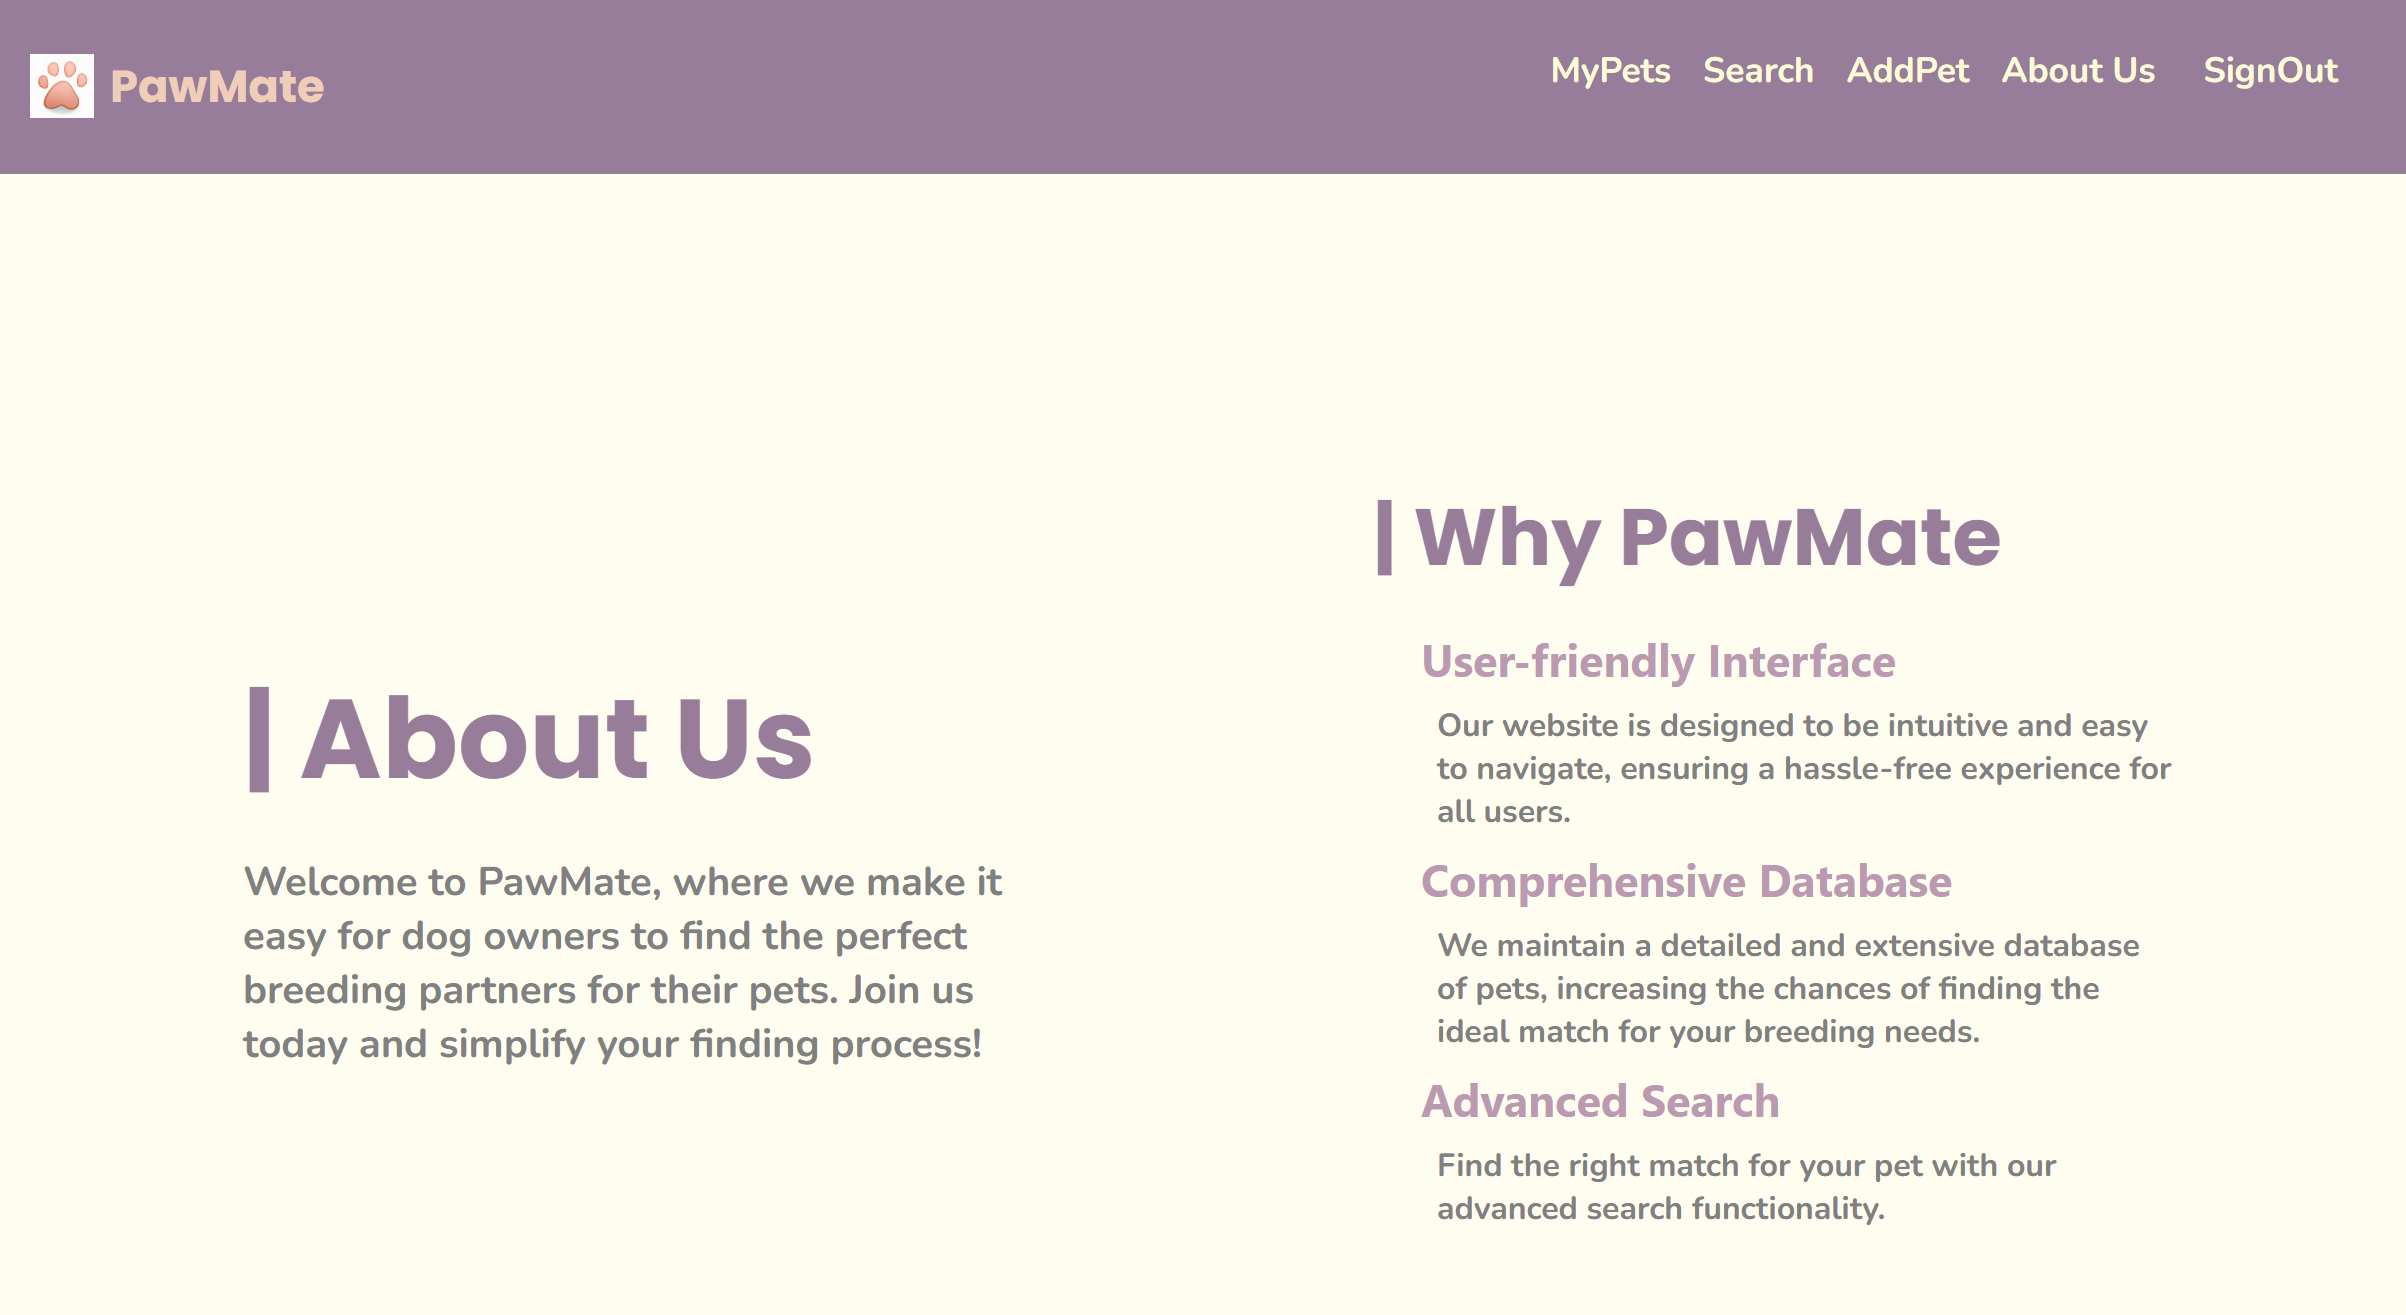 PawMate
MyPets Search AddPet About Us SignOut
| About Us
Welcome to PawMate, where we make it
easy for dog owners to find the perfect
breeding partners for their pets. Join us
today and simplify your finding process!
| Why PawMate
User-friendly Interface
Our website is designed to be intuitive and easy
to navigate, ensuring a hassle-free experience for
all users.
Comprehensive Database
We maintain a detailed and extensive database
of pets, increasing the chances of finding the
ideal match for your breeding needs.
Advanced Search
Find the right match for your pet with our
advanced search functionality.